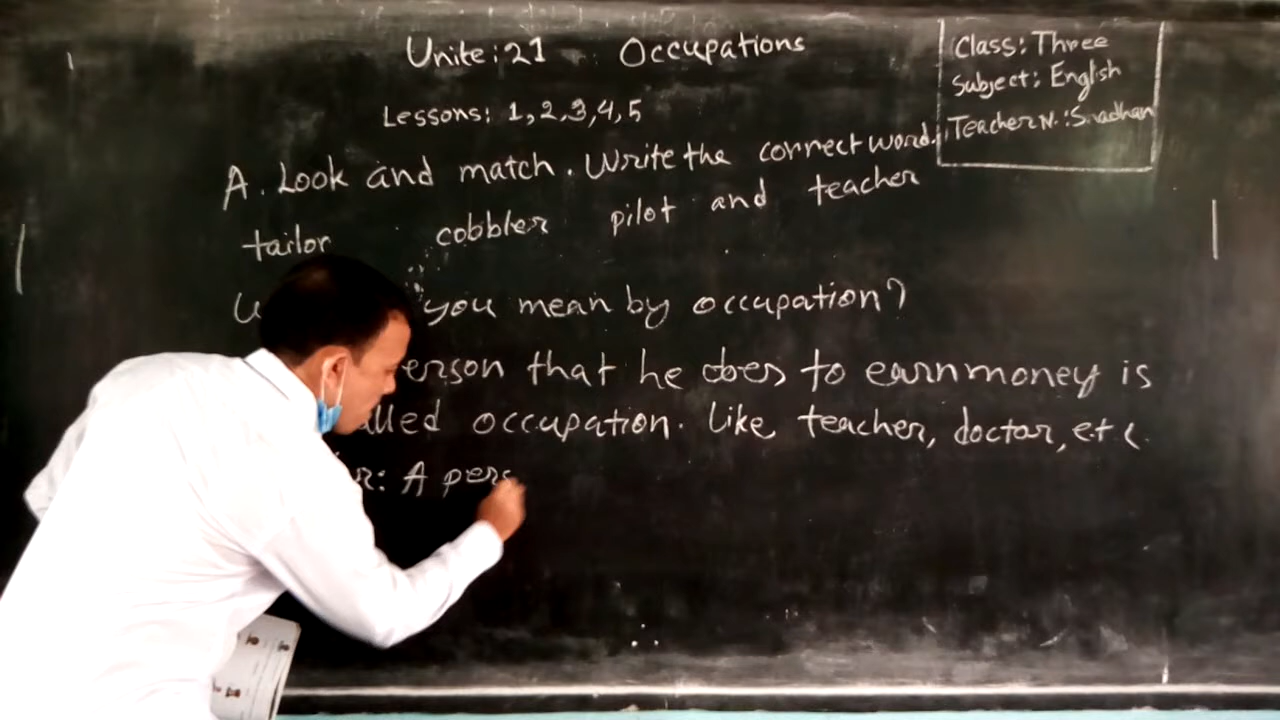 Unite: 21 Occupations
Class: Three
Subject: English
Teacher N.: Snadhan
Lessons: 1,2,3,4,5
A. Look and match. Write the correct word.
tailor cobbler pilot and teacher
you mean by occupation?
erson that he does to earn money is
alled occupation. Like teacher, doctor, etc.
r: A pers